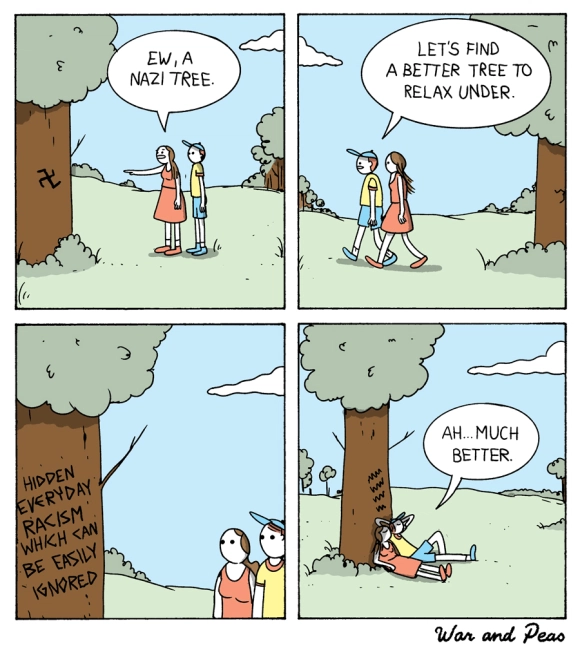 EW, A
NAZI TREE.
LET'S FIND
A BETTER TREE TO
RELAX UNDER.
HIDDEN
EVERYDAY
RACISM
WHICH CAN
BE EASILY
IGNORED
AH...MUCH
BETTER.
War and Peas